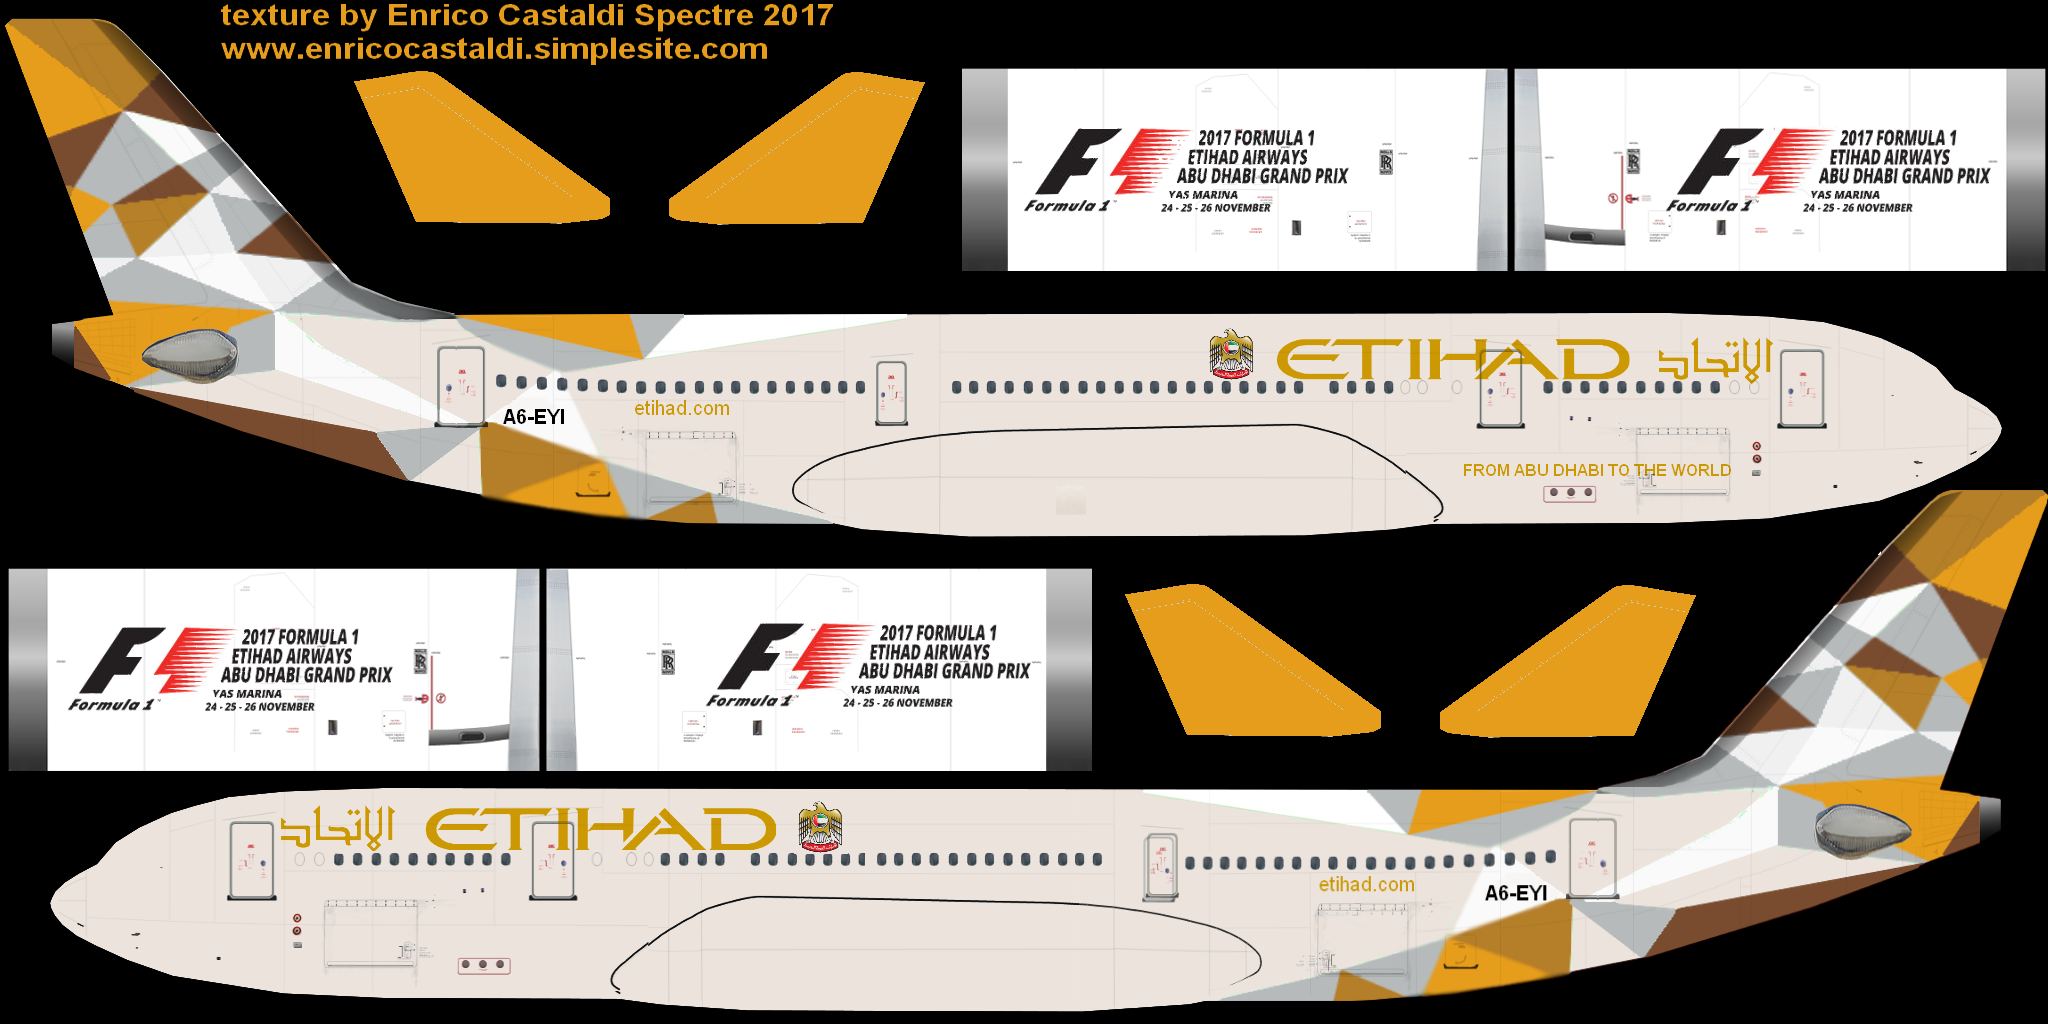 texture by Enrico Castaldi Spectre 2017
www.enricocastaldi.simplesite.com
2017 FORMULA 1
ETIHAD AIRWAYS
ABU DHABI GRAND PRIX
YAS MARINA
24 - 25 - 26 NOVEMBER
F1
Formula 1
2017 FORMULA 1
ETIHAD AIRWAYS
ABU DHABI GRAND PRIX
YAS MARINA
24 - 25 - 26 NOVEMBER
F1
Formula 1
ETIHAD الإتحاد
etihad.com
A6-EYI
FROM ABU DHABI TO THE WORLD
2017 FORMULA 1
ETIHAD AIRWAYS
ABU DHABI GRAND PRIX
YAS MARINA
24 - 25 - 26 NOVEMBER
F1
Formula 1
2017 FORMULA 1
ETIHAD AIRWAYS
ABU DHABI GRAND PRIX
YAS MARINA
24 - 25 - 26 NOVEMBER
F1
Formula 1
الإتحاد ETIHAD
etihad.com
A6-EYI